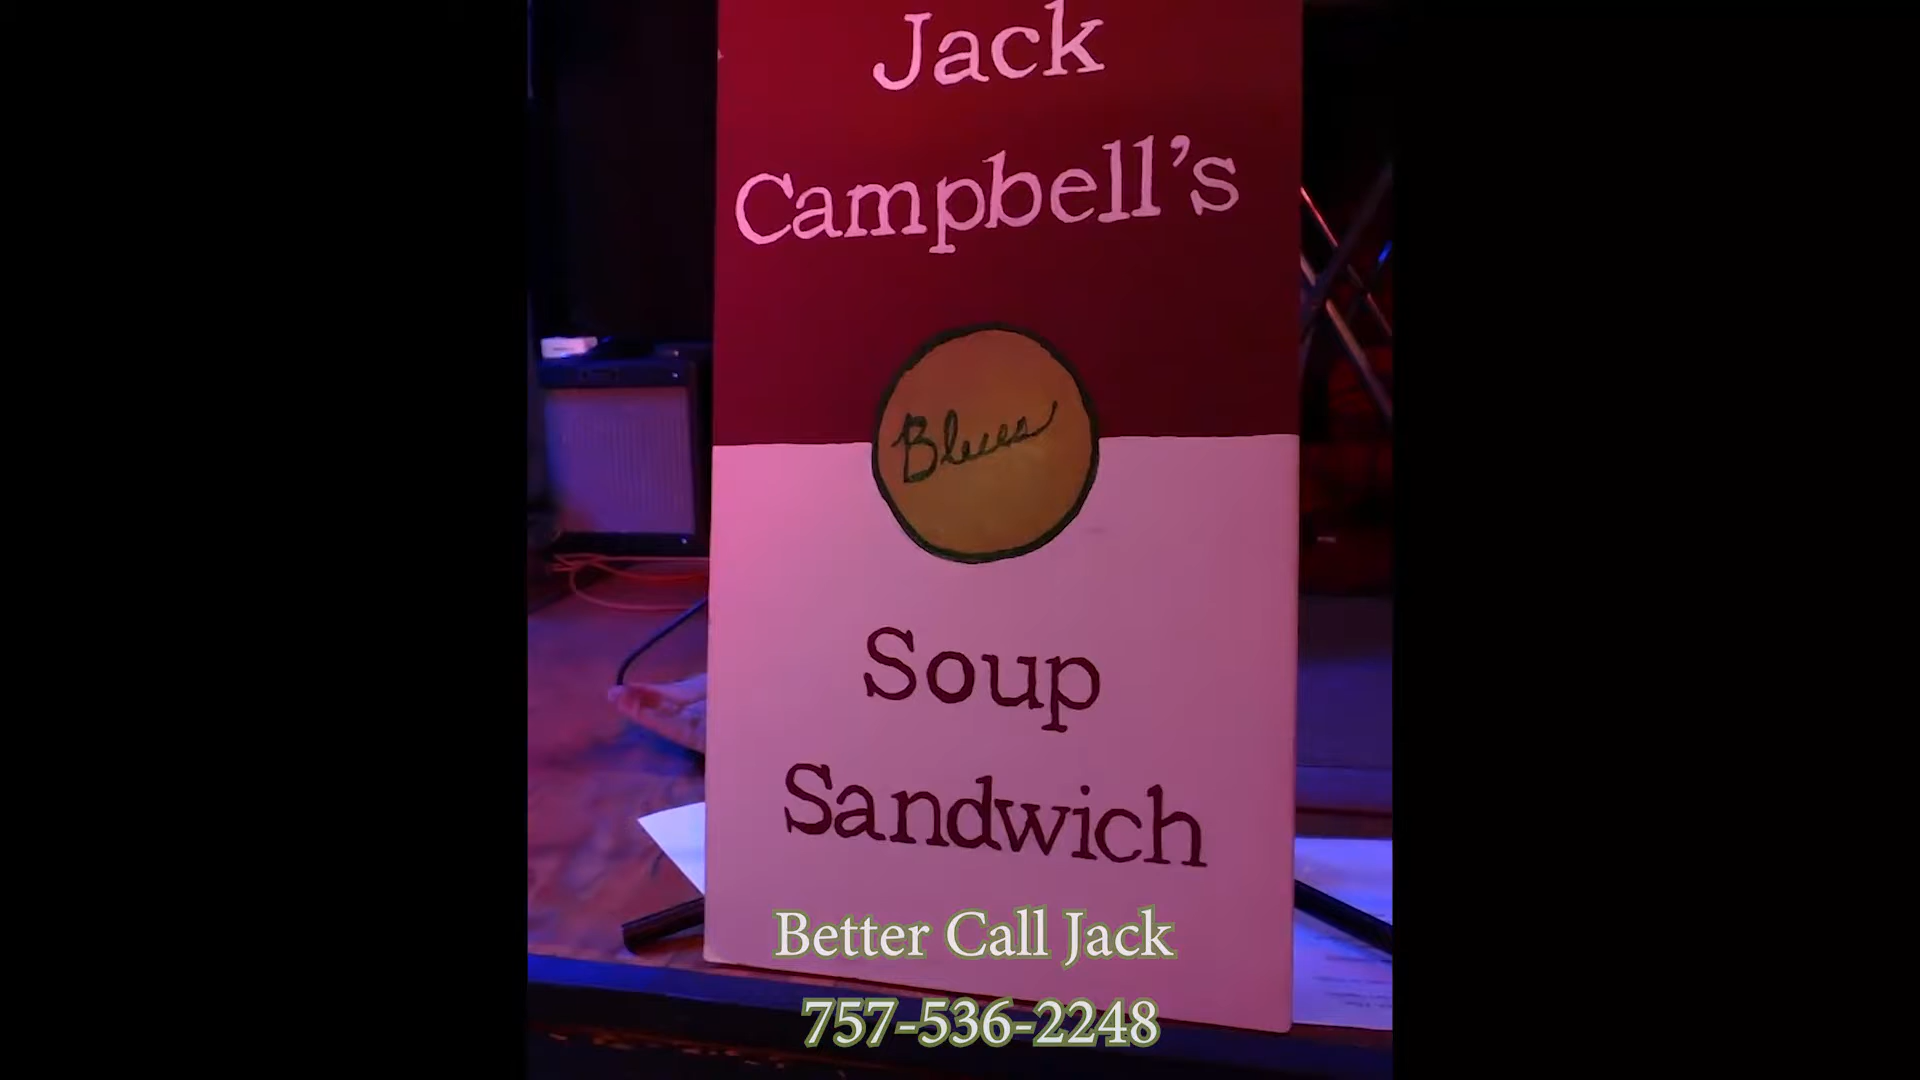 Jack
Campbell's
Blues
Soup
Sandwich
Better Call Jack
757-536-2248